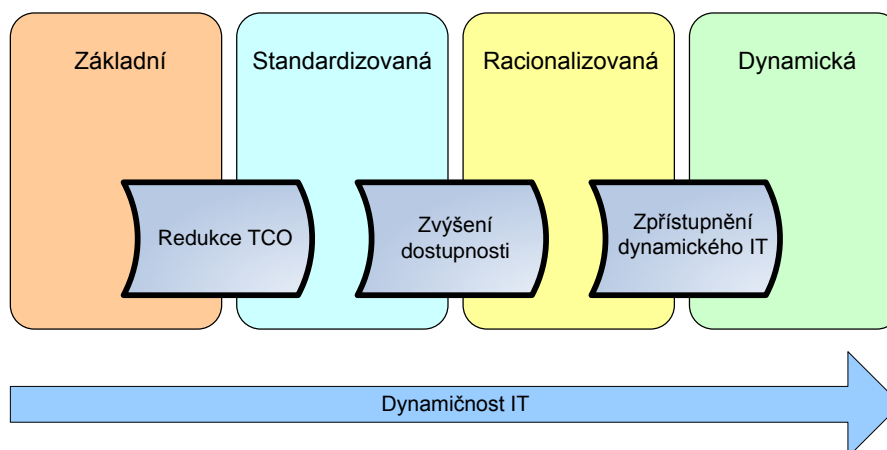 Základní
Standardizovaná
Racionalizovaná
Dynamická
Redukce TCO
Zvýšení
dostupnosti
Zpřístupnění
dynamického IT
Dynamičnost IT